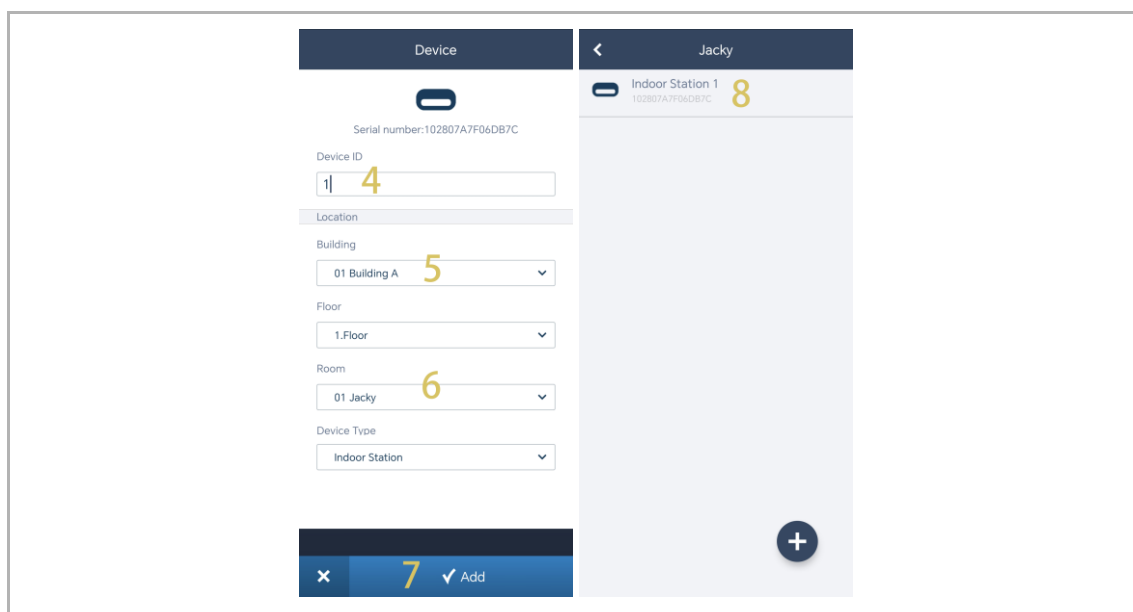 Device
Serial number:102807A7F06DB7C
Device ID
1
4
Location
Building
01 Building A
5
Floor
1.Floor
Room
6
01 Jacky
Device Type
Indoor Station
7
Add
Jacky
Indoor Station 1
8
102807A7F06DB7C